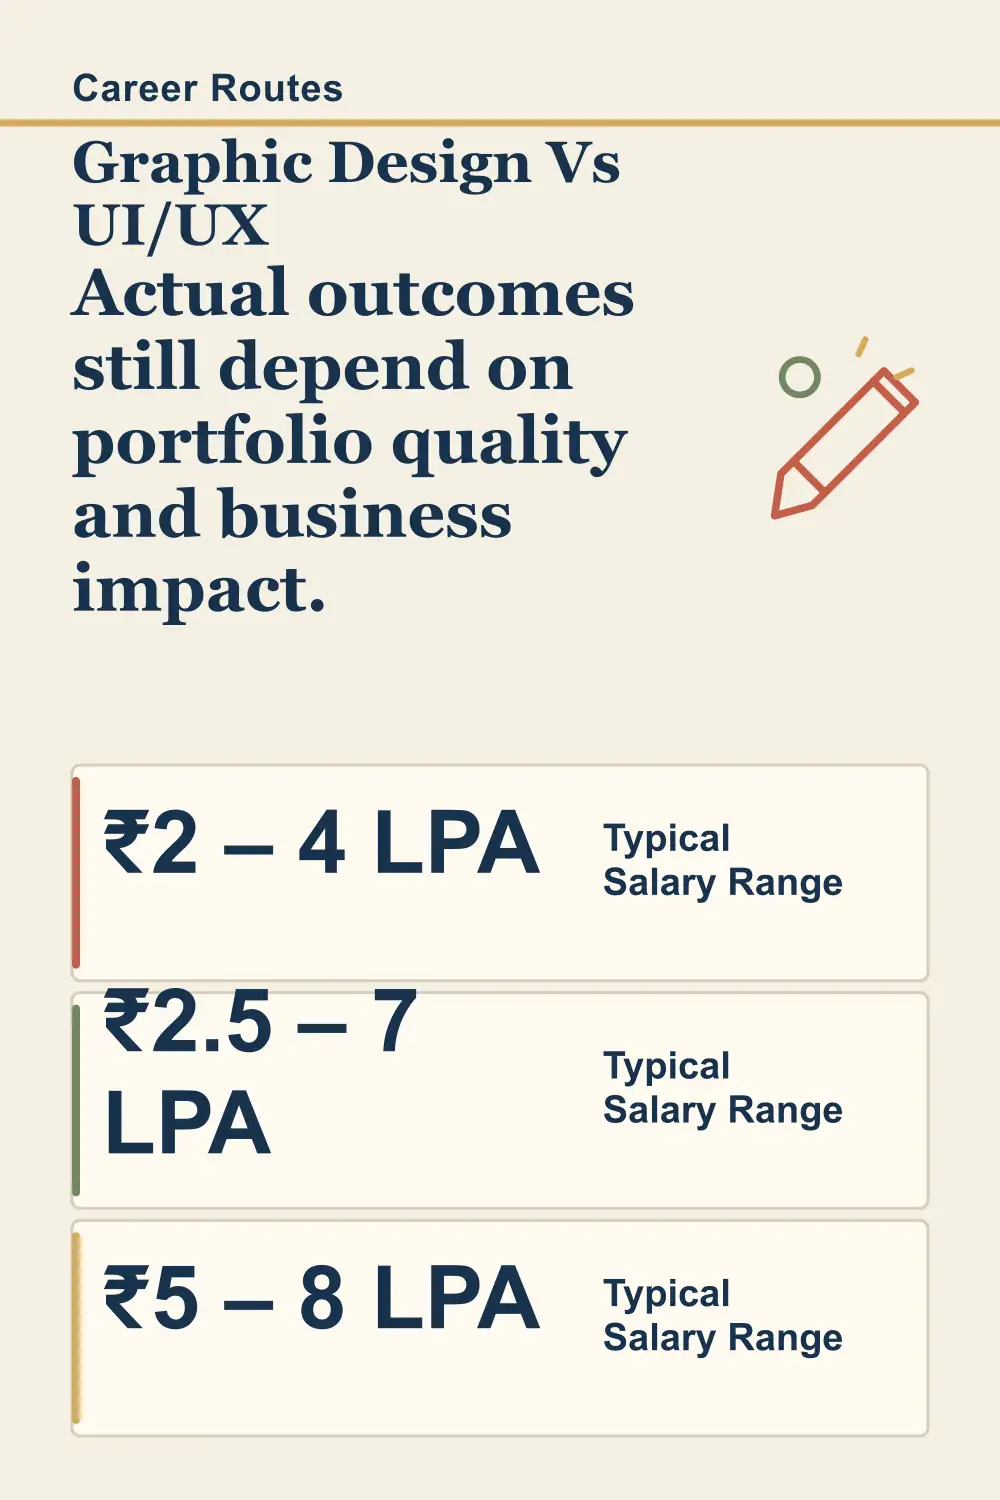 Career Routes
Graphic Design Vs
UI/UX
Actual outcomes
still depend on
portfolio quality
and business
impact.
₹2 – 4 LPA
Typical
Salary Range
₹2.5 – 7
LPA
Typical
Salary Range
₹5 – 8 LPA
Typical
Salary Range